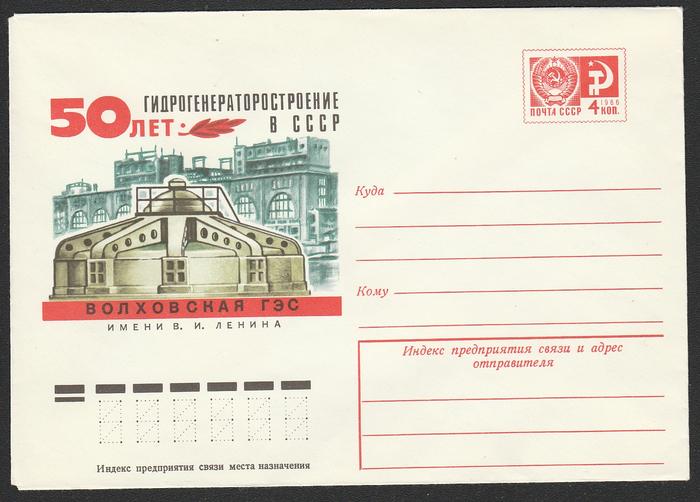 50 ЛЕТ:
ГИДРОГЕНЕРАТОРОСТРОЕНИЕ
В СССР
ВОЛХОВСКАЯ ГЭС
ИМЕНИ В. И. ЛЕНИНА
ПОЧТА СССР
1966
4 КОП.
Куда
Кому
Индекс предприятия связи и адрес
отправителя
Индекс предприятия связи места назначения